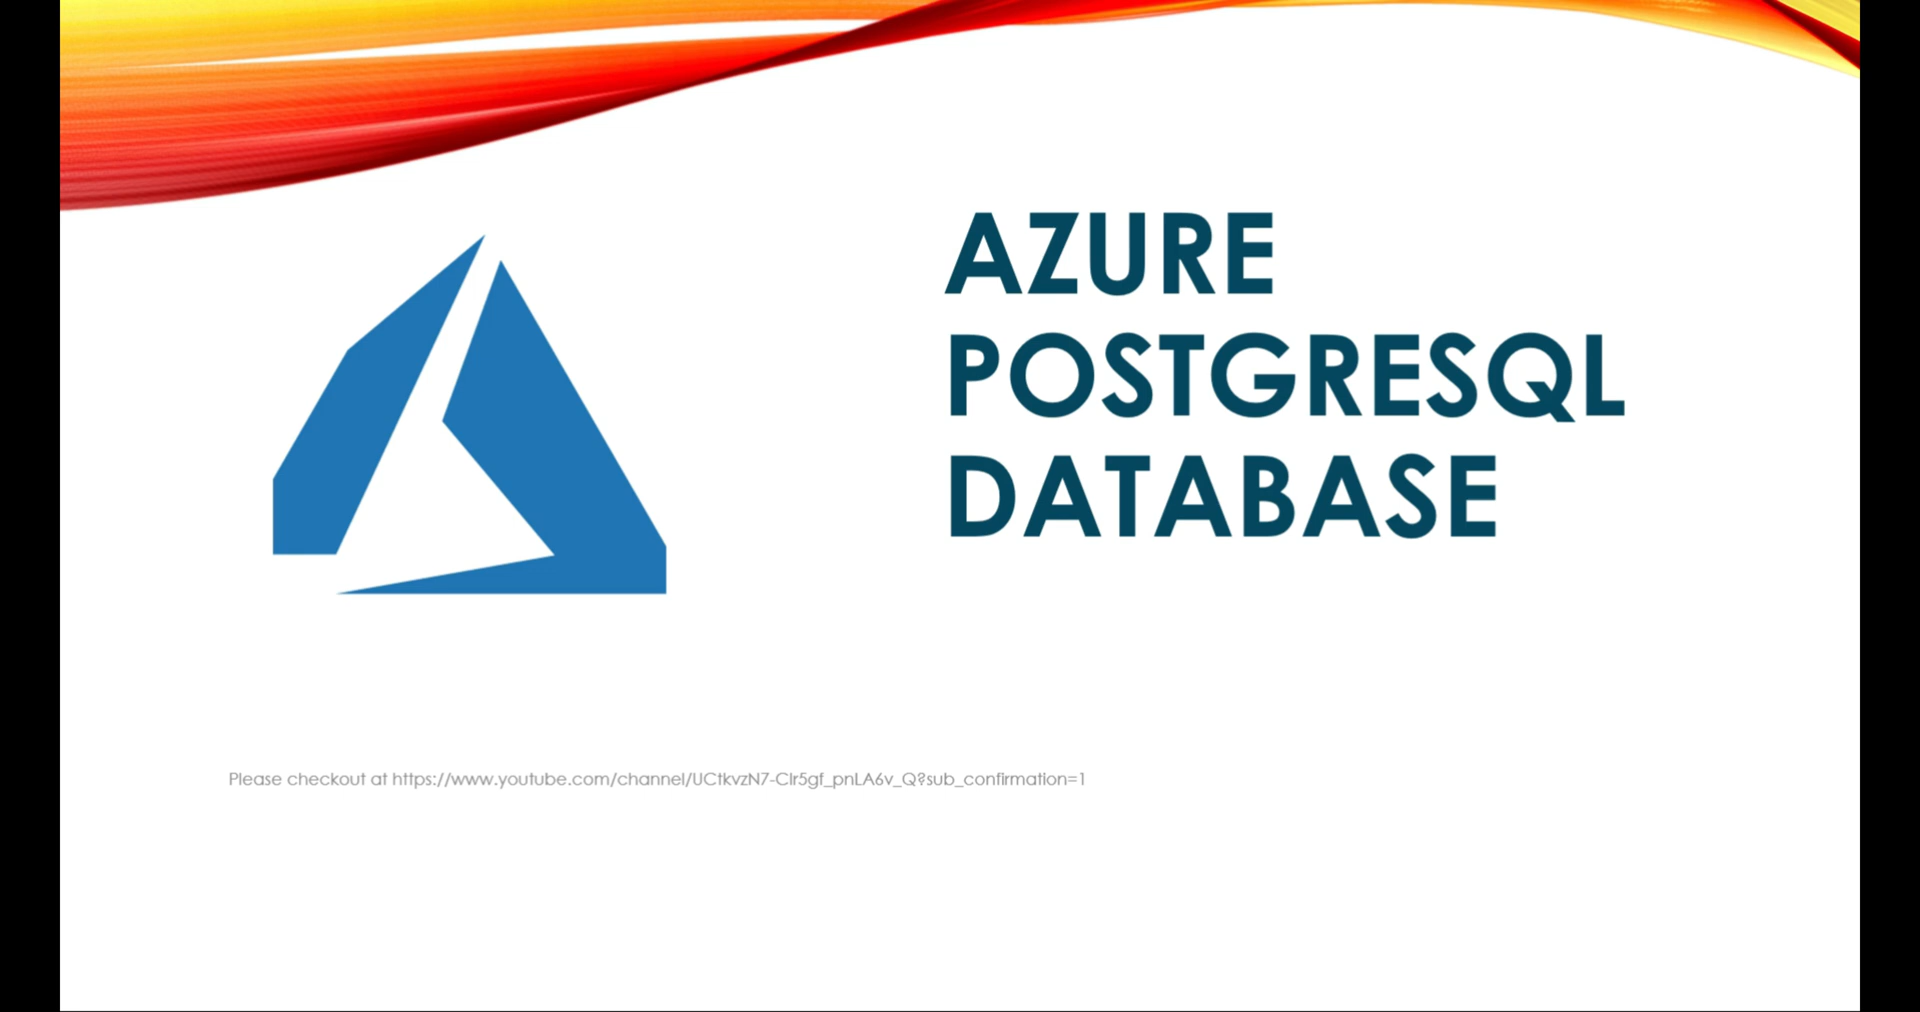 AZURE
POSTGRESQL
DATABASE
Please checkout at https://www.youtube.com/channel/UCtkvzN7-Clr5gf_pnLA6v_Q?sub_confirmation=1